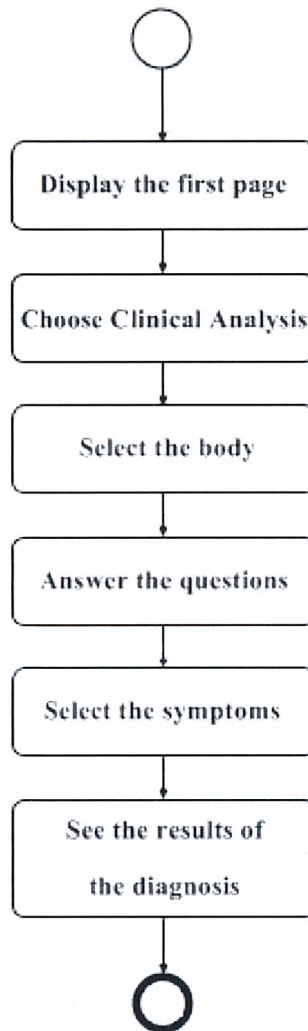 Display the first page
Choose Clinical Analysis
Select the body
Answer the questions
Select the symptoms
See the results of
the diagnosis